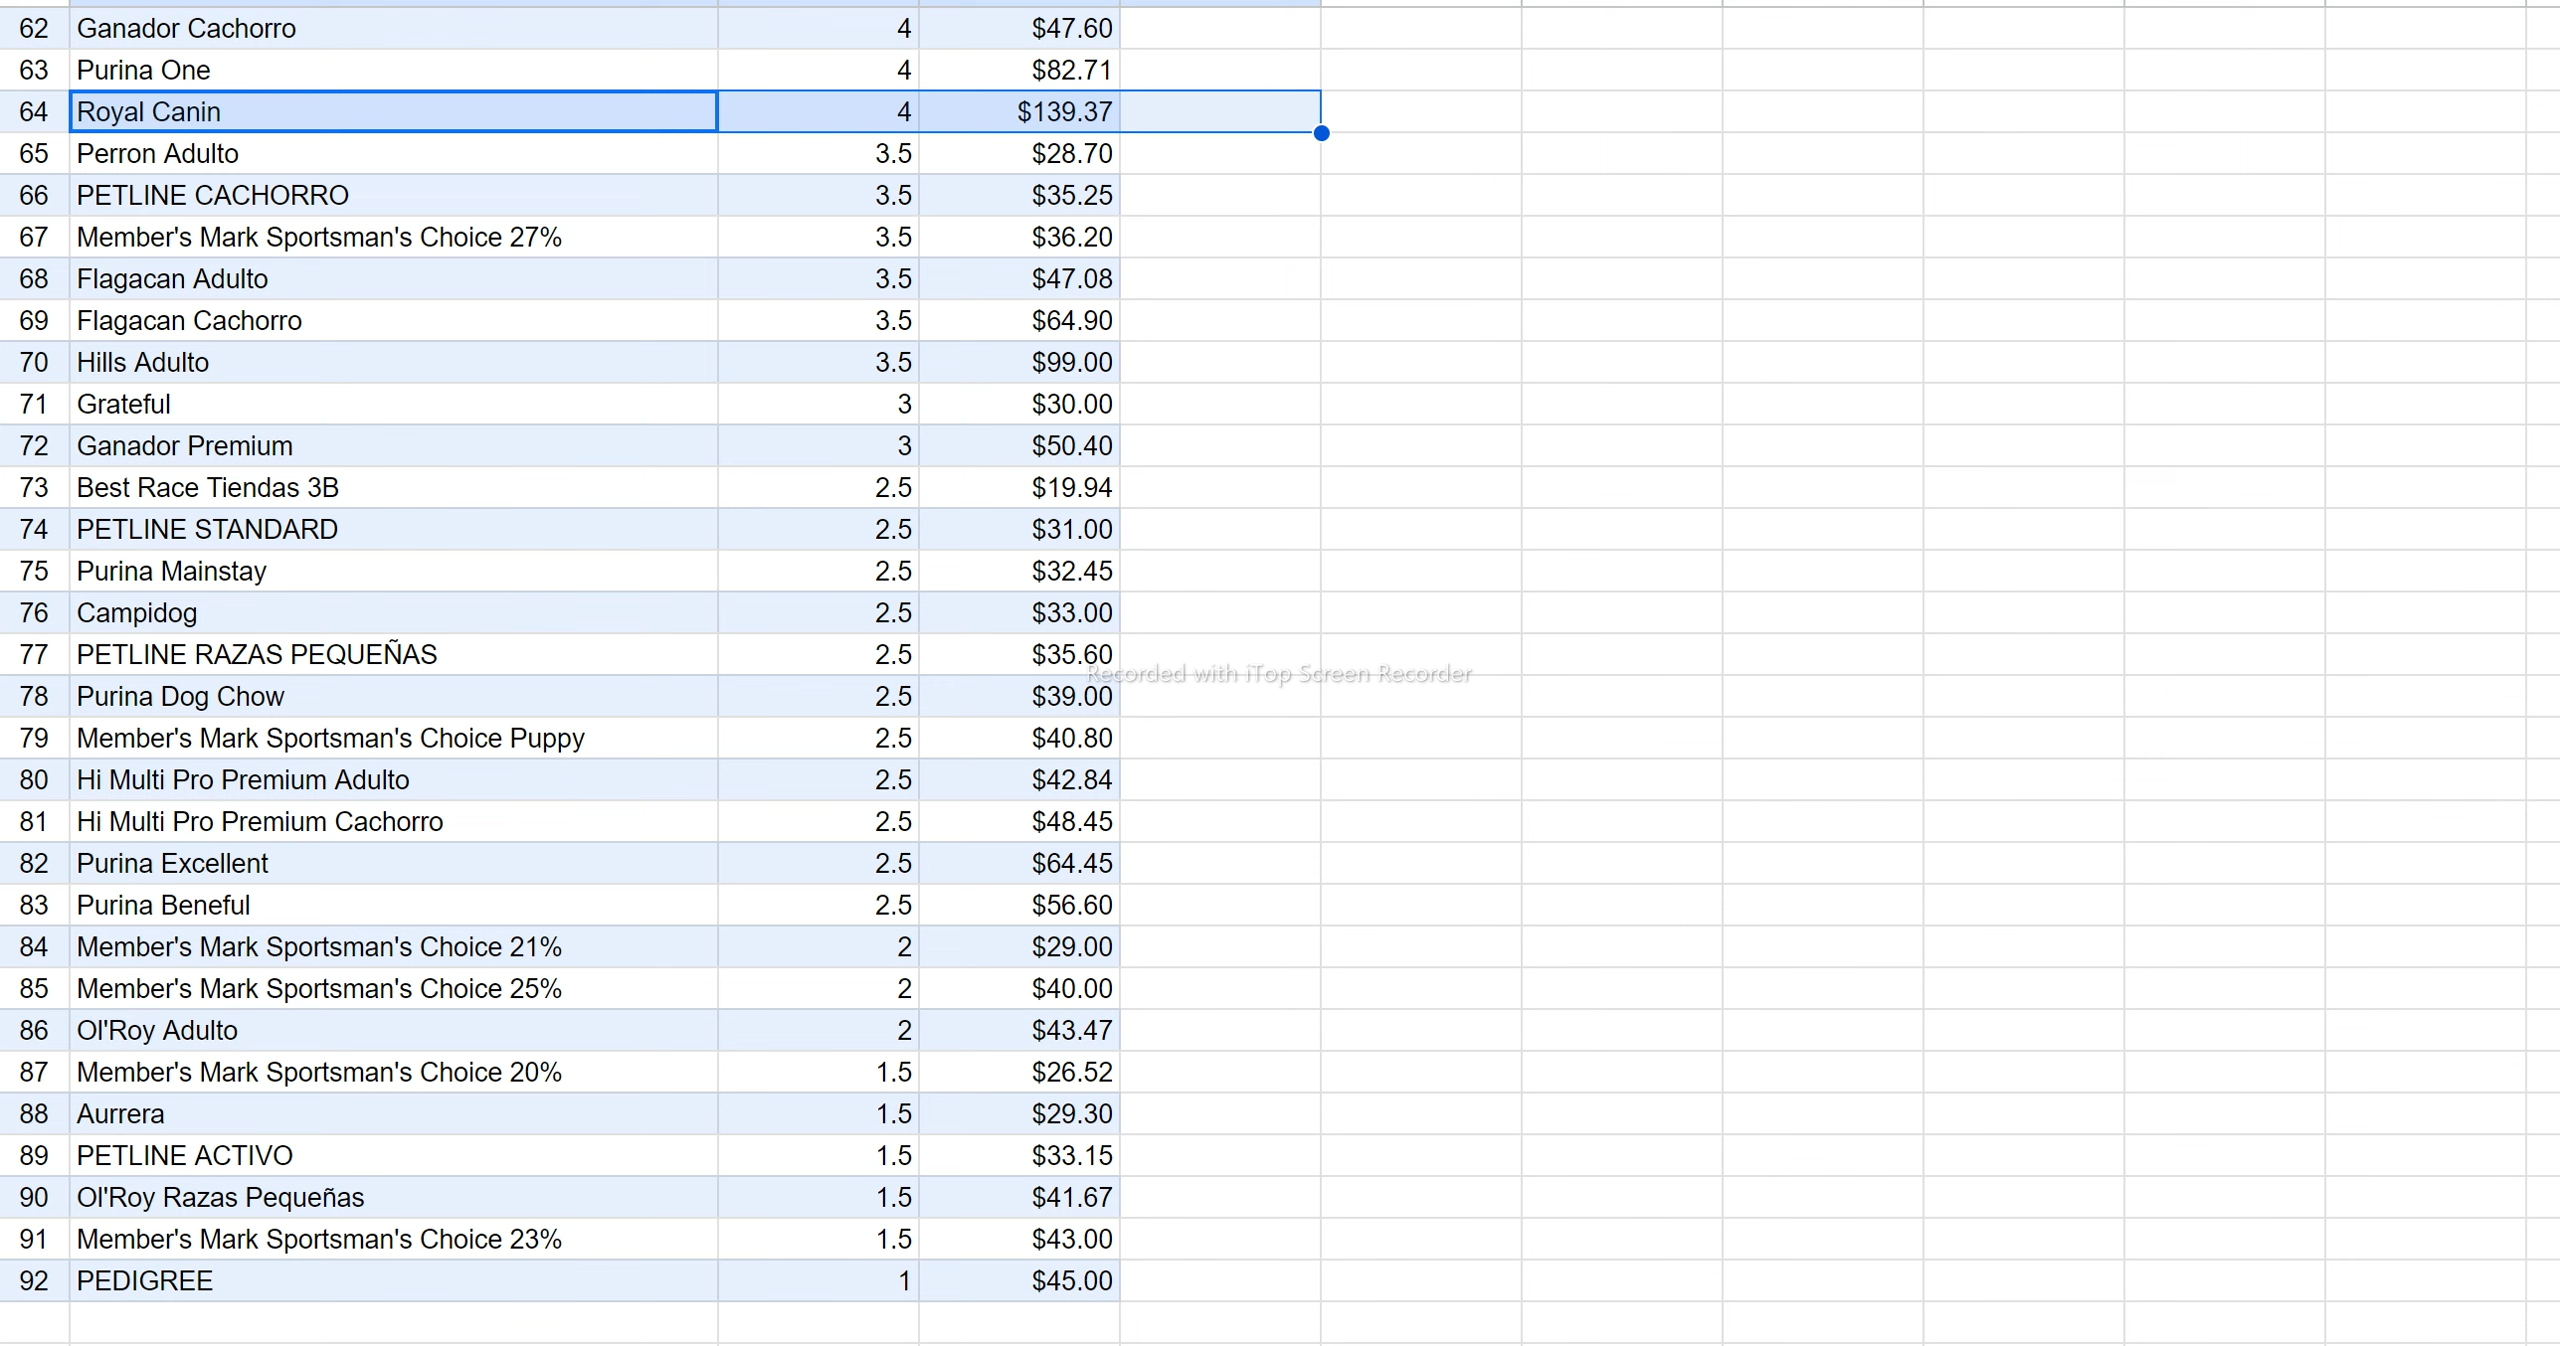 62 Ganador Cachorro 4 $47.60
63 Purina One 4 $82.71
64 Royal Canin 4 $139.37
65 Perron Adulto 3.5 $28.70
66 PETLINE CACHORRO 3.5 $35.25
67 Member's Mark Sportsman's Choice 27% 3.5 $36.20
68 Flagacan Adulto 3.5 $47.08
69 Flagacan Cachorro 3.5 $64.90
70 Hills Adulto 3.5 $99.00
71 Grateful 3 $30.00
72 Ganador Premium 3 $50.40
73 Best Race Tiendas 3B 2.5 $19.94
74 PETLINE STANDARD 2.5 $31.00
75 Purina Mainstay 2.5 $32.45
76 Campidog 2.5 $33.00
77 PETLINE RAZAS PEQUEÑAS 2.5 $35.60
Recorded with iTop Screen Recorder
78 Purina Dog Chow 2.5 $39.00
79 Member's Mark Sportsman's Choice Puppy 2.5 $40.80
80 Hi Multi Pro Premium Adulto 2.5 $42.84
81 Hi Multi Pro Premium Cachorro 2.5 $48.45
82 Purina Excellent 2.5 $64.45
83 Purina Beneful 2.5 $56.60
84 Member's Mark Sportsman's Choice 21% 2 $29.00
85 Member's Mark Sportsman's Choice 25% 2 $40.00
86 Ol'Roy Adulto 2 $43.47
87 Member's Mark Sportsman's Choice 20% 1.5 $26.52
88 Aurrera 1.5 $29.30
89 PETLINE ACTIVO 1.5 $33.15
90 Ol'Roy Razas Pequeñas 1.5 $41.67
91 Member's Mark Sportsman's Choice 23% 1.5 $43.00
92 PEDIGREE 1 $45.00